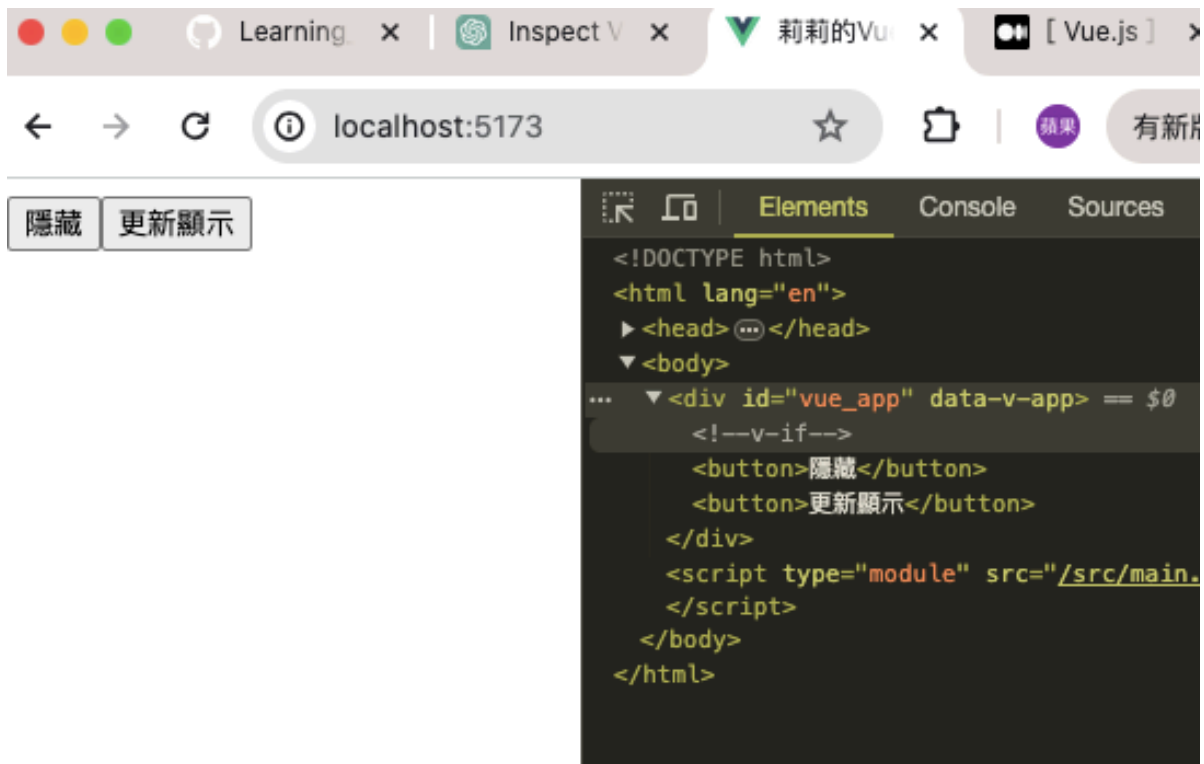 Learning_ Inspect V 莉莉的Vu [ Vue.js ]
localhost:5173 蘋果 有新版
隱藏 更新顯示
Elements Console Sources
<!DOCTYPE html>
<html lang="en">
<head> … </head>
<body>
… <div id="vue_app" data-v-app> == $0
<!--v-if-->
<button>隱藏</button>
<button>更新顯示</button>
</div>
<script type="module" src="/src/main.
</script>
</body>
</html>